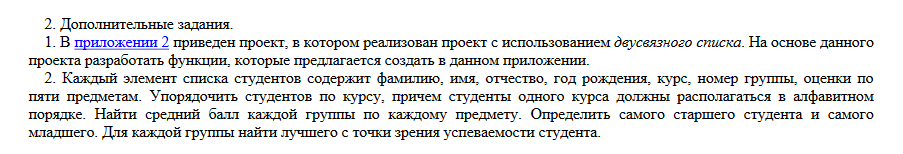 2. Дополнительные задания.
1. В приложении 2 приведен проект, в котором реализован проект с использованием двусвязного списка. На основе данного
проекта разработать функции, которые предлагается создать в данном приложении.
2. Каждый элемент списка студентов содержит фамилию, имя, отчество, год рождения, курс, номер группы, оценки по
пяти предметам. Упорядочить студентов по курсу, причем студенты одного курса должны располагаться в алфавитном
порядке. Найти средний балл каждой группы по каждому предмету. Определить самого старшего студента и самого
младшего. Для каждой группы найти лучшего с точки зрения успеваемости студента.